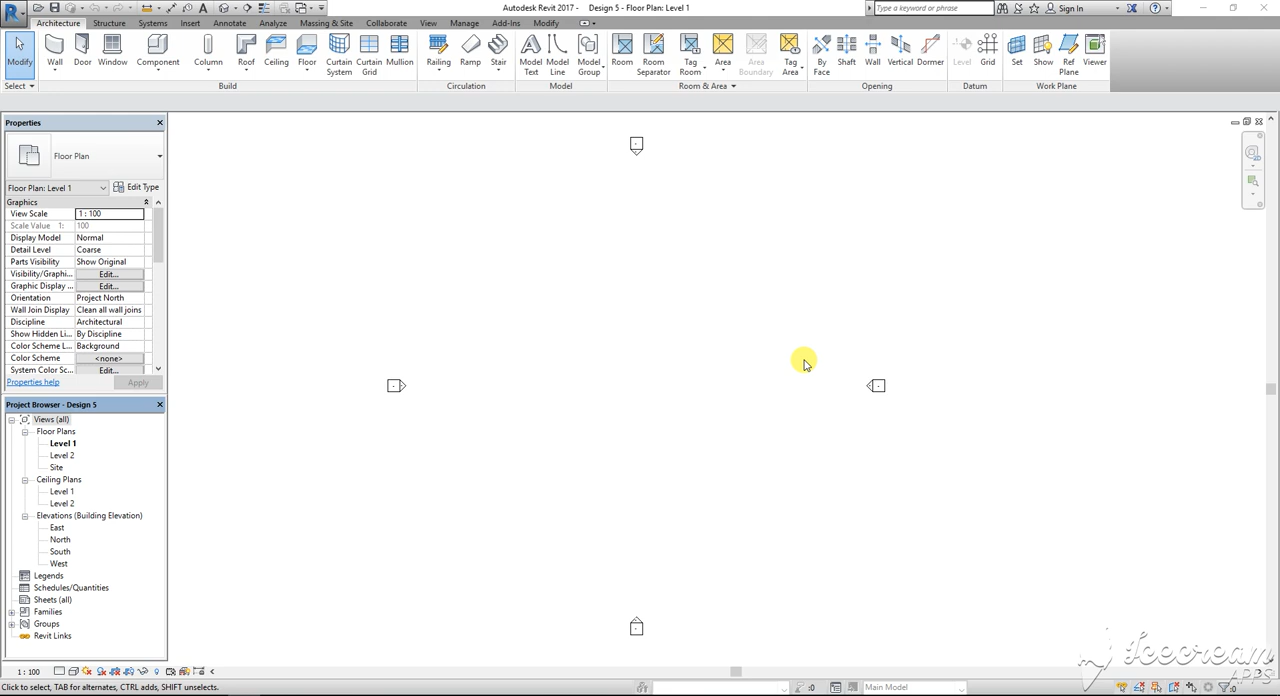 Autodesk Revit 2017 - Design 5 - Floor Plan: Level 1
Type a keyword or phrase
Sign In
Architecture Structure Systems Insert Annotate Analyze Massing & Site Collaborate View Manage Add-Ins Modify
Modify Wall Door Window Component Column Roof Ceiling Floor Curtain System Curtain Grid Mullion Railing Ramp Stair Model Text Model Line Model Group Room Room Separator Tag Room Area Area Boundary Tag Area By Face Shaft Wall Vertical Dormer Level Grid Set Show Ref Plane Viewer
Select Build Circulation Model Room & Area Opening Datum Work Plane
Properties
Floor Plan
Floor Plan: Level 1 Edit Type
Graphics
View Scale 1 : 100
Scale Value 1: 100
Display Model Normal
Detail Level Coarse
Parts Visibility Show Original
Visibility/Graphi... Edit...
Graphic Display ... Edit...
Orientation Project North
Wall Join Display Clean all wall joins
Discipline Architectural
Show Hidden Li... By Discipline
Color Scheme L... Background
Color Scheme <none>
System Color Sc... Edit...
Properties help Apply
Project Browser - Design 5
Views (all)
Floor Plans
Level 1
Level 2
Site
Ceiling Plans
Level 1
Level 2
Elevations (Building Elevation)
East
North
South
West
Legends
Schedules/Quantities
Sheets (all)
Families
Groups
Revit Links
1 : 100
Click to select, TAB for alternates, CTRL adds, SHIFT unselects.
:0
Main Model
:0
Icecream
APPS